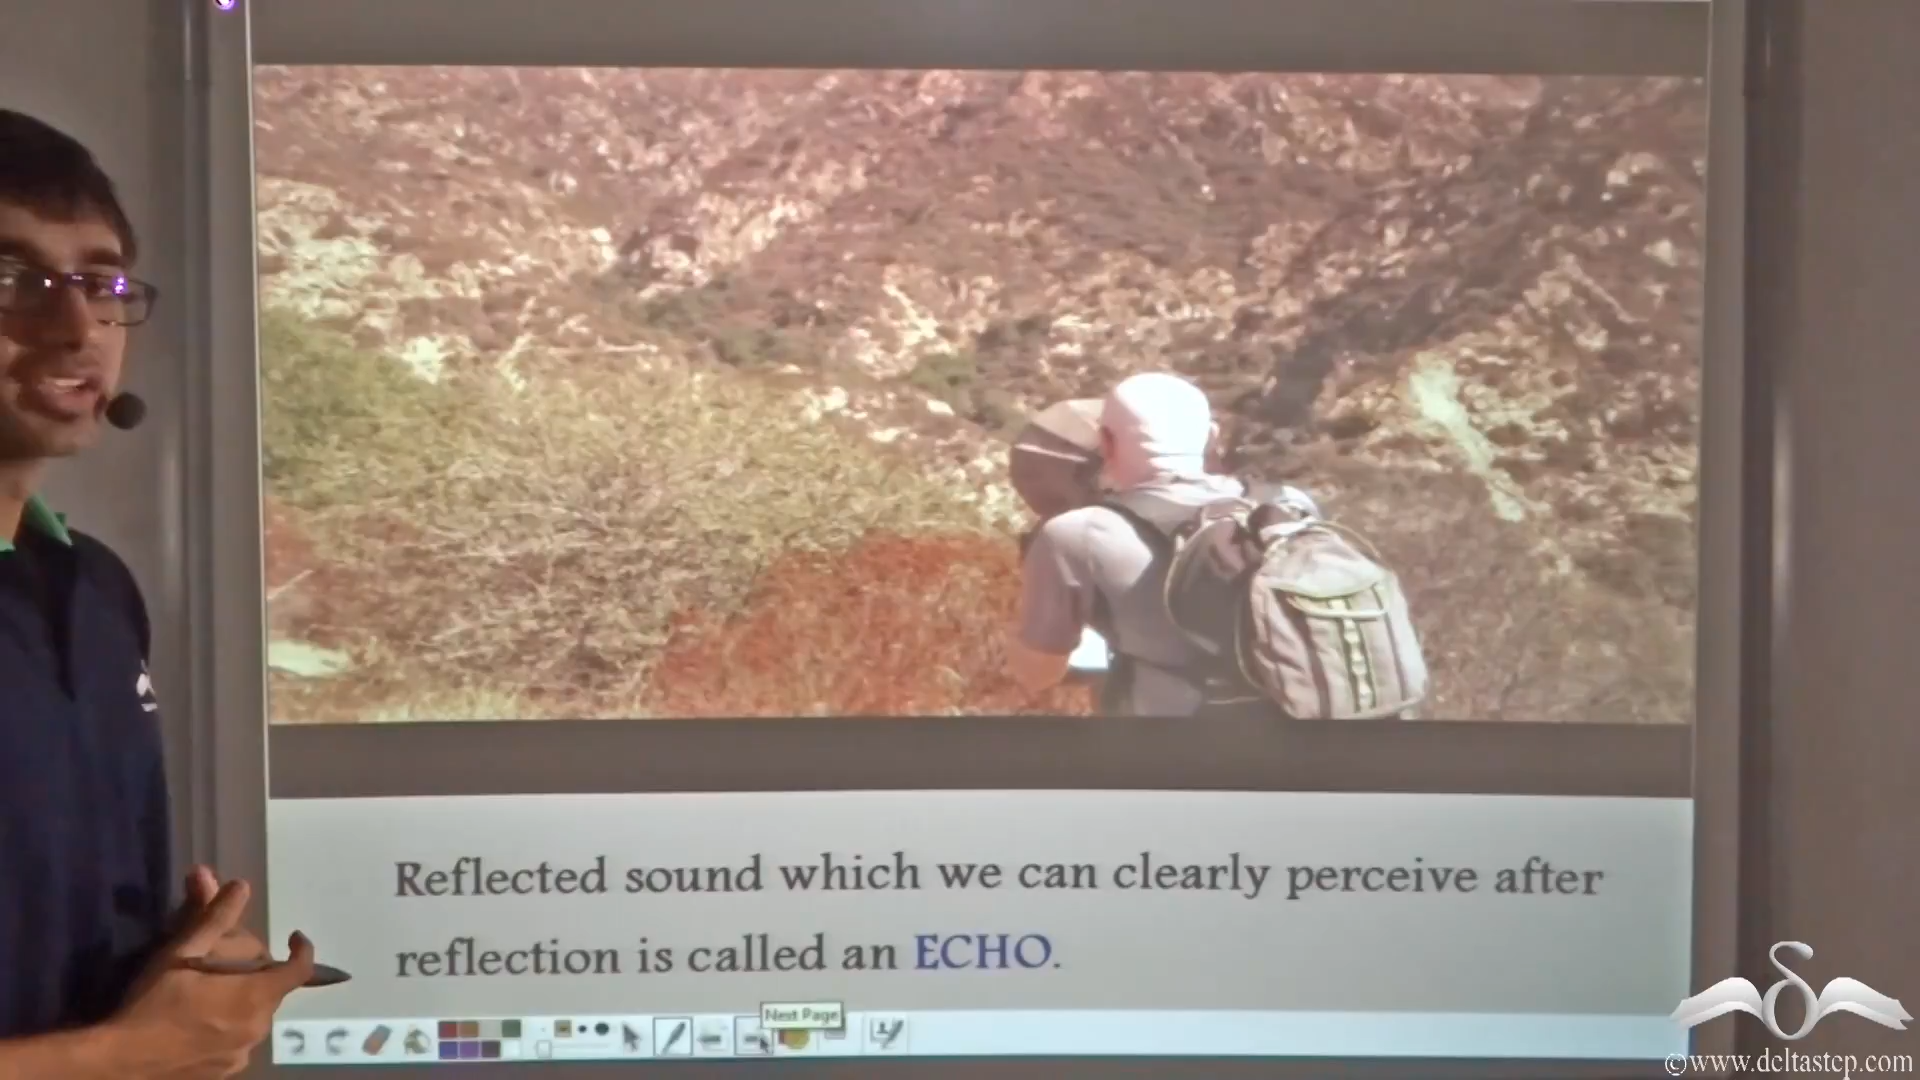 Reflected sound which we can clearly perceive after
reflection is called an ECHO.
Next Page
©www.deltastep.com